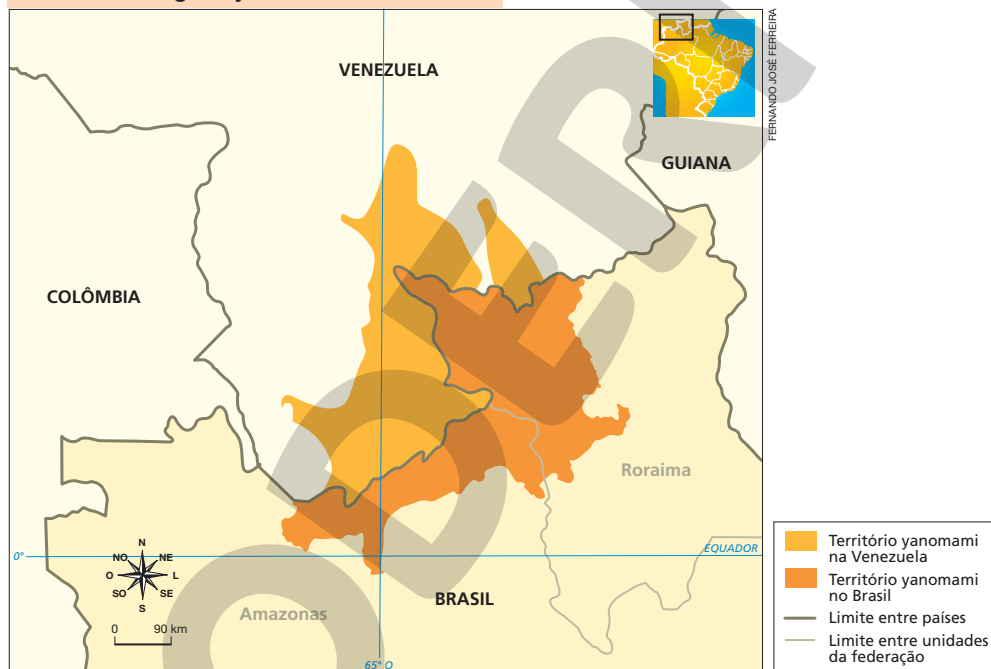 VENEZUELA
FERNANDO JOSÉ FERREIRA
GUIANA
COLÔMBIA
Roraima
0°
EQUADOR
N
NO
NE
O
L
SO
SE
S
0 90 km
Amazonas
BRASIL
65° O
Território yanomami
na Venezuela
Território yanomami
no Brasil
Limite entre países
Limite entre unidades
da federação